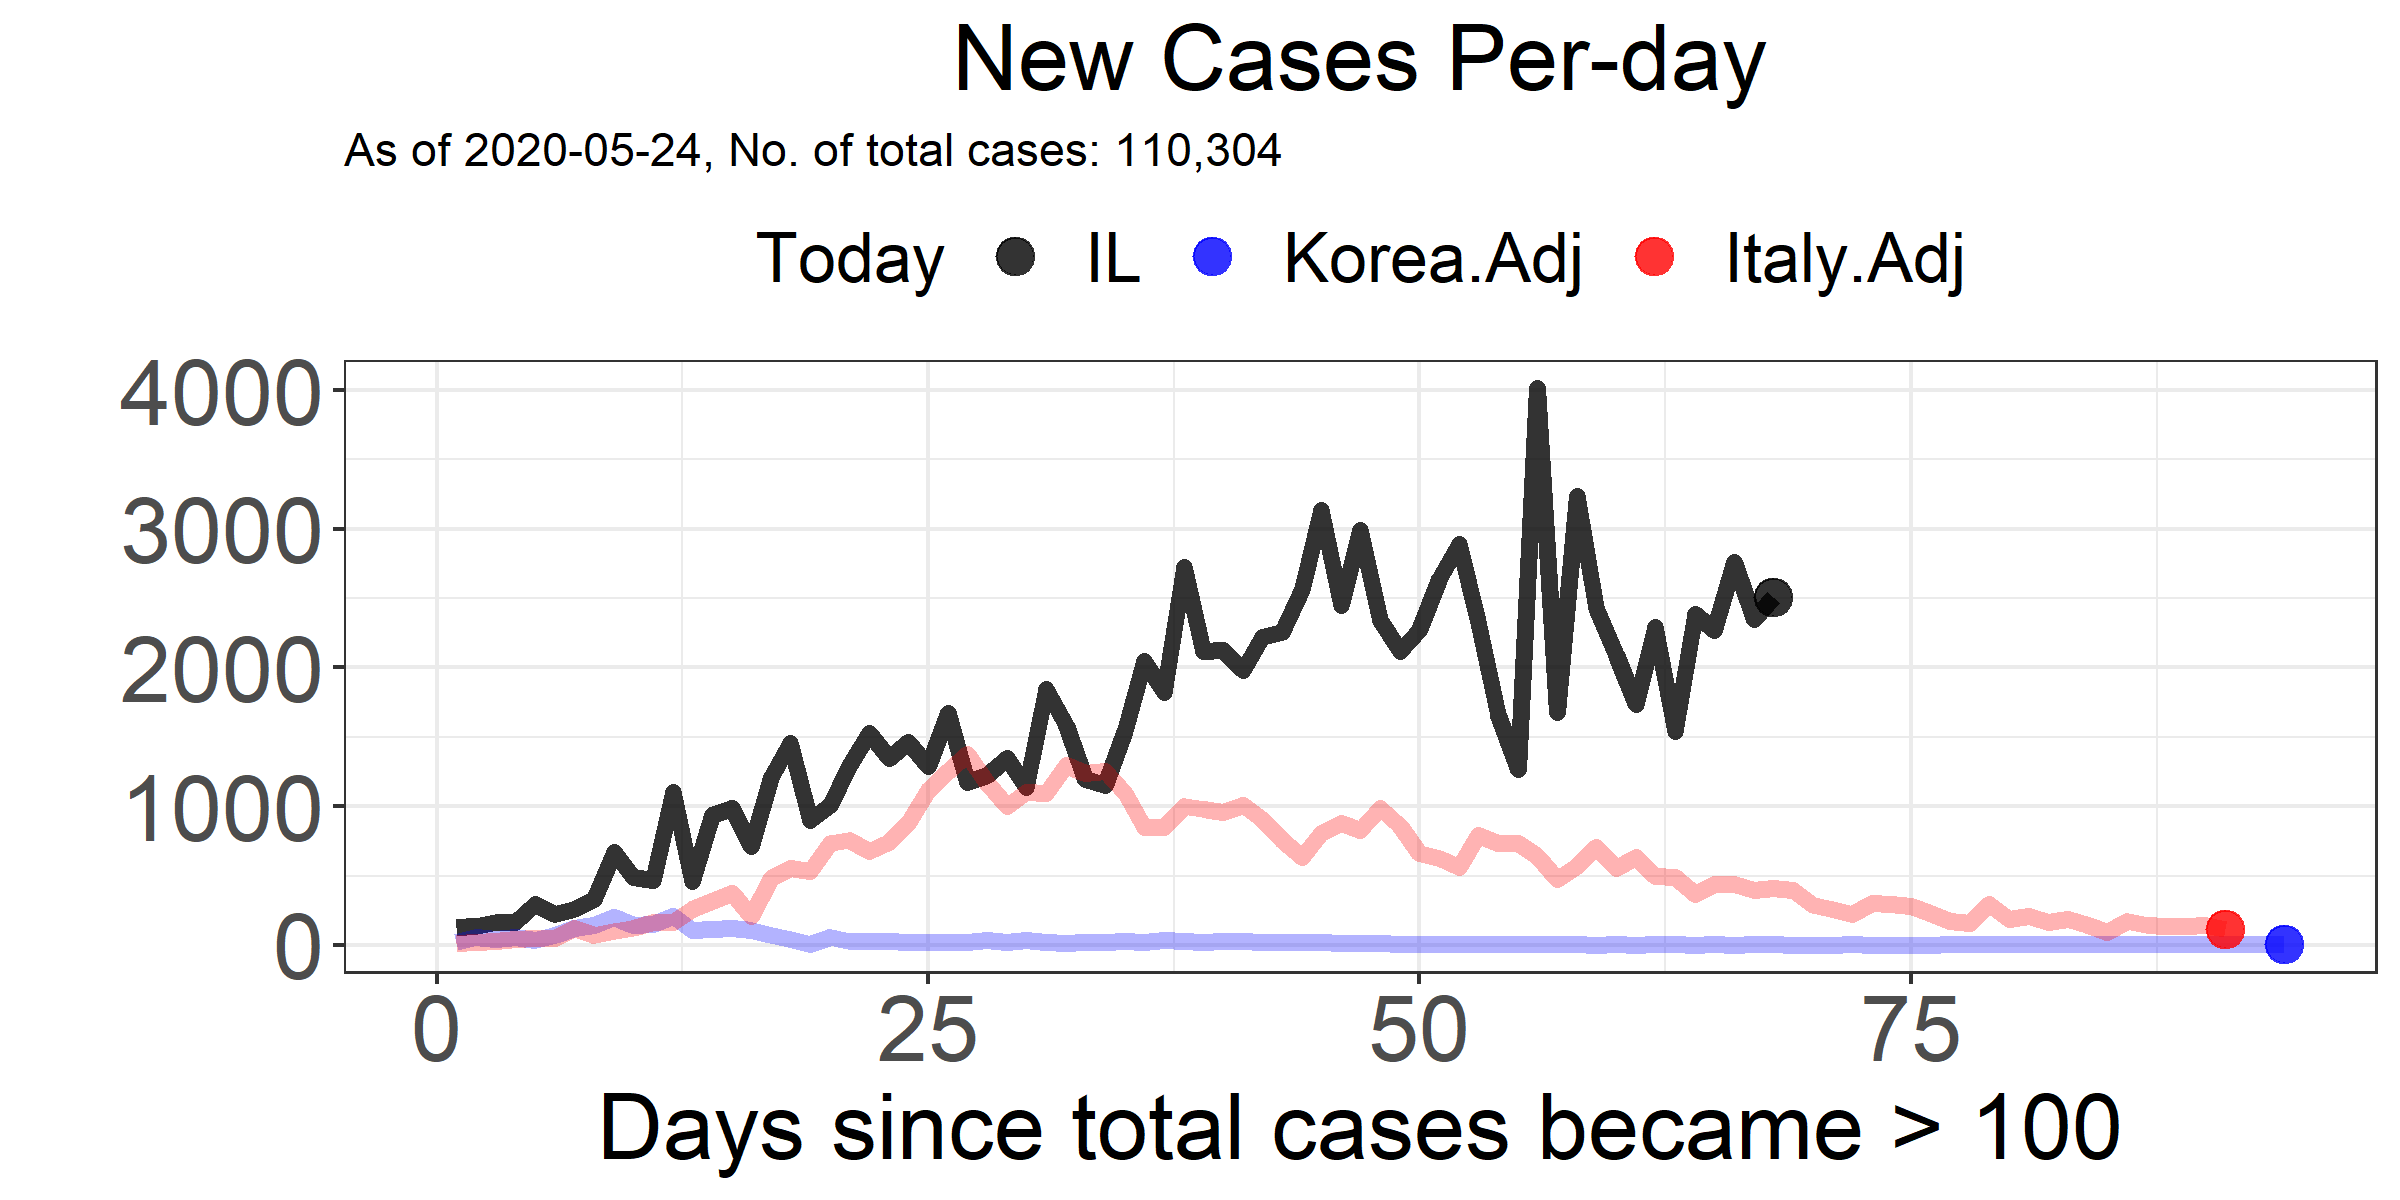 New Cases Per-day
As of 2020-05-24, No. of total cases: 110,304
Today IL Korea.Adj Italy.Adj
4000
3000
2000
1000
0
0 25 50 75
Days since total cases became > 100